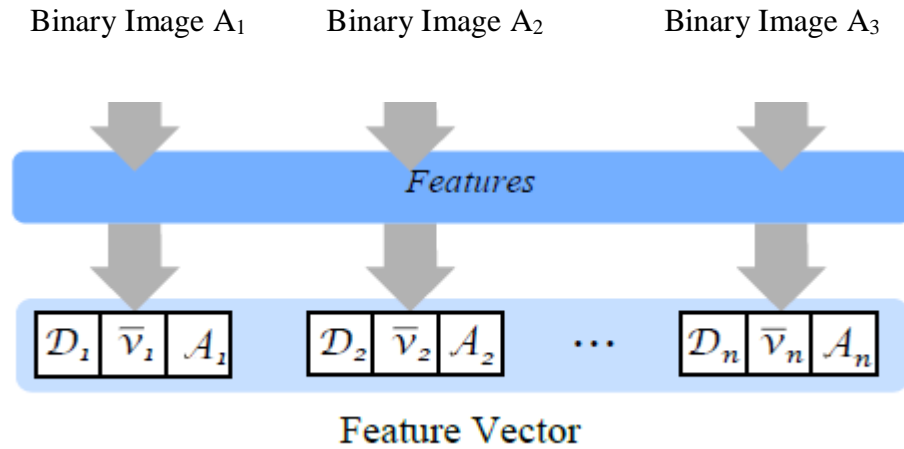 Binary Image A₁ Binary Image A₂ Binary Image A₃
Features
𝒟₁ v̅₁ 𝒜₁ 𝒟₂ v̅₂ 𝒜₂ ··· 𝒟ₙ v̅ₙ 𝒜ₙ
Feature Vector